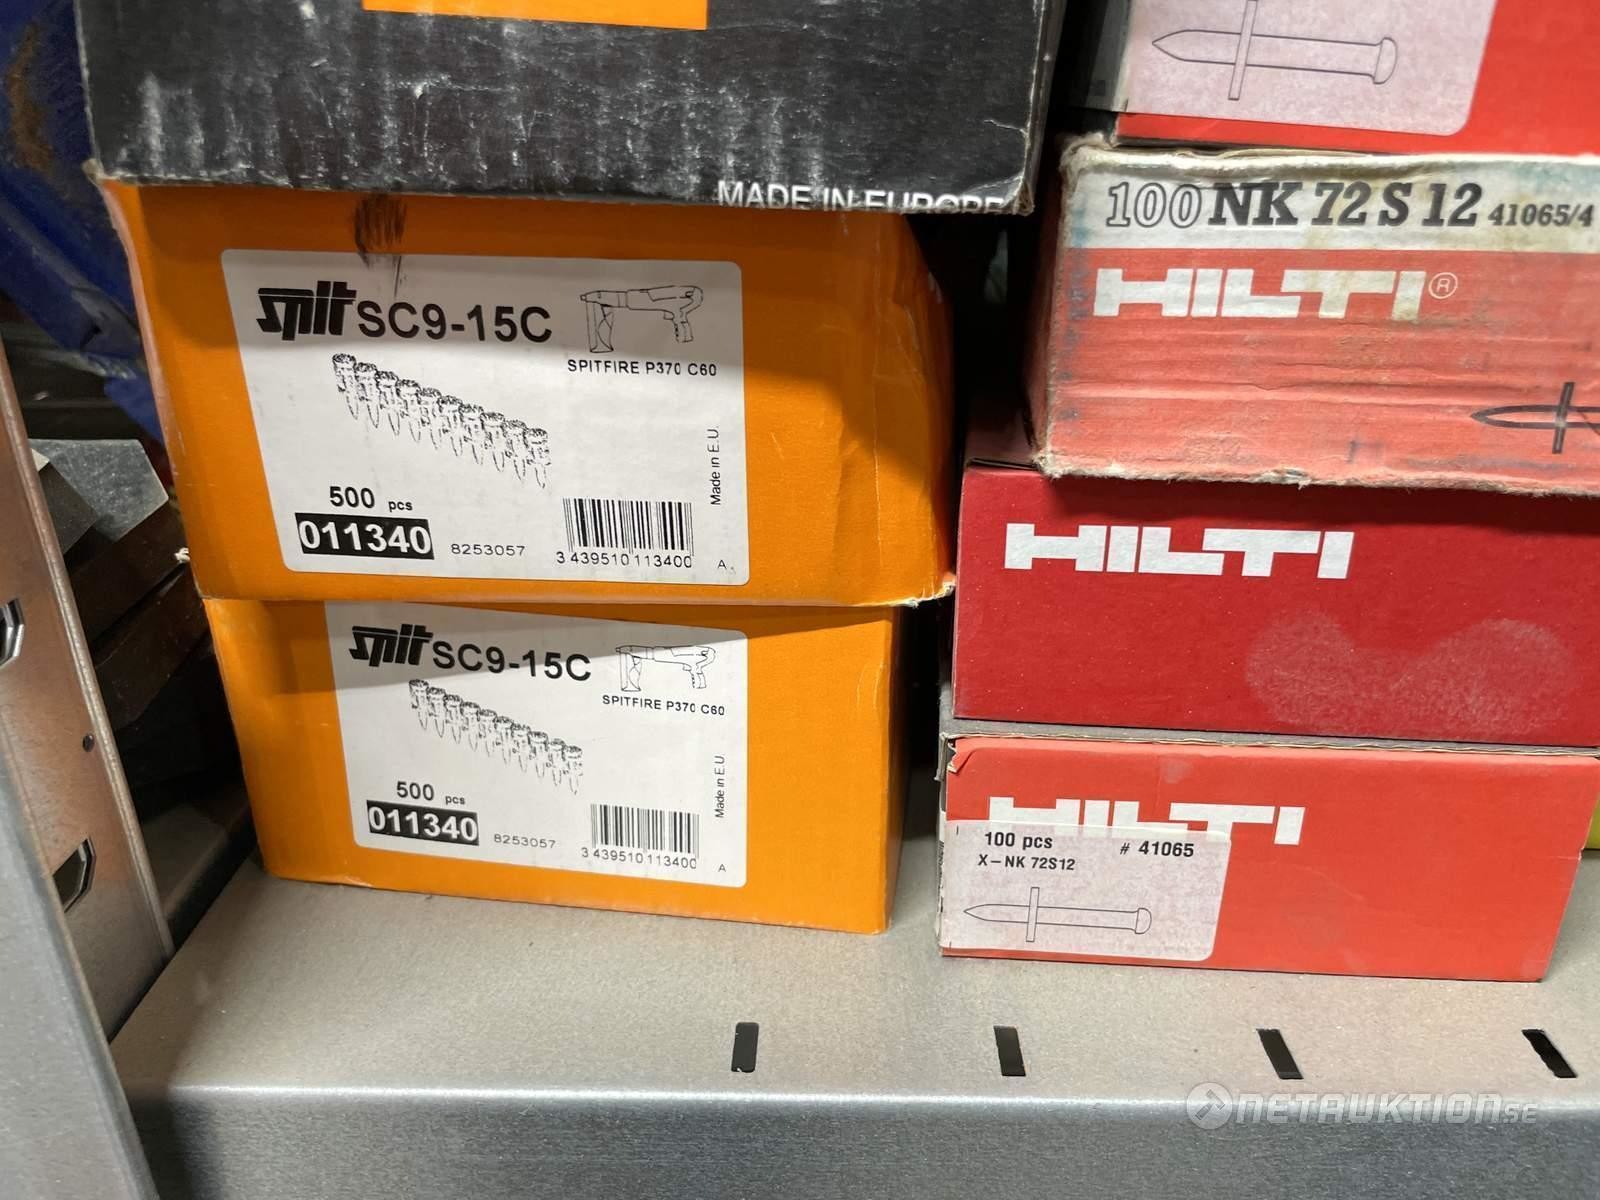 MADE IN EUROPE
spit SC9-15C
SPITFIRE P370 C60
Made in E.U.
500 pcs
011340 8253057
3 439510 113400 A
spit SC9-15C
SPITFIRE P370 C60
Made in E.U.
500 pcs
011340 8253057
3 439510 113400 A
100 NK 72 S 12 41065/4
HILTI®
HILTI
HILTI
100 pcs # 41065
X-NK 72S12
NETAUKTION.SE